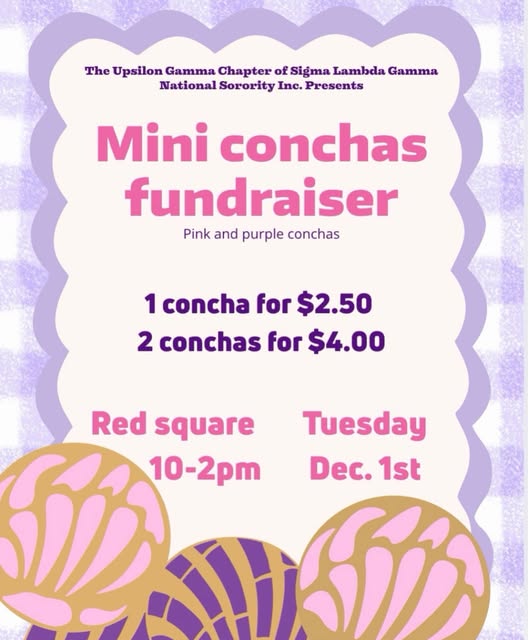 The Upsilon Gamma Chapter of Sigma Lambda Gamma
National Sorority Inc. Presents
Mini conchas
fundraiser
Pink and purple conchas
1 concha for $2.50
2 conchas for $4.00
Red square
10-2pm
Tuesday
Dec. 1st